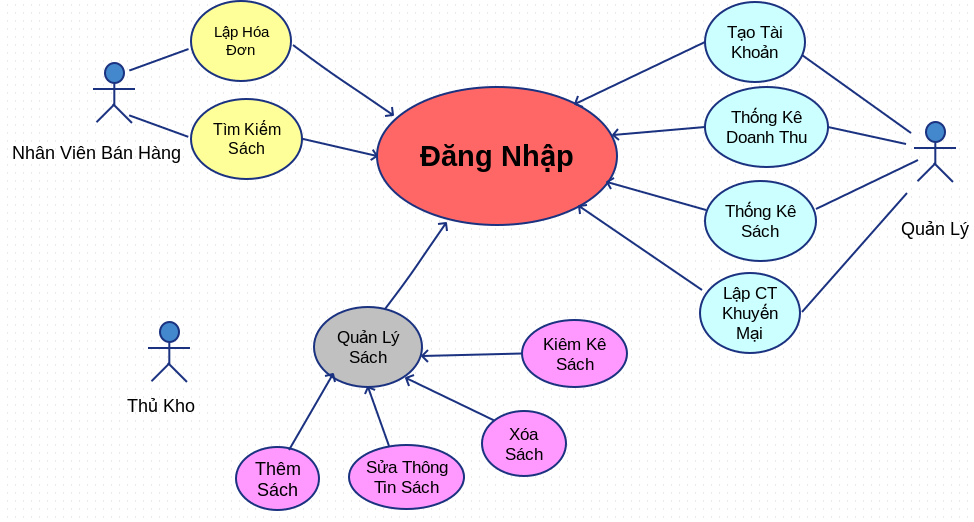 Lập Hóa
Đơn
Tạo Tài
Khoản
Thống Kê
Doanh Thu
Tìm Kiếm
Sách
Nhân Viên Bán Hàng
Đăng Nhập
Thống Kê
Sách
Quản Lý
Lập CT
Khuyến
Mại
Quản Lý
Sách
Kiêm Kê
Sách
Thủ Kho
Xóa
Sách
Thêm
Sách
Sửa Thông
Tin Sách